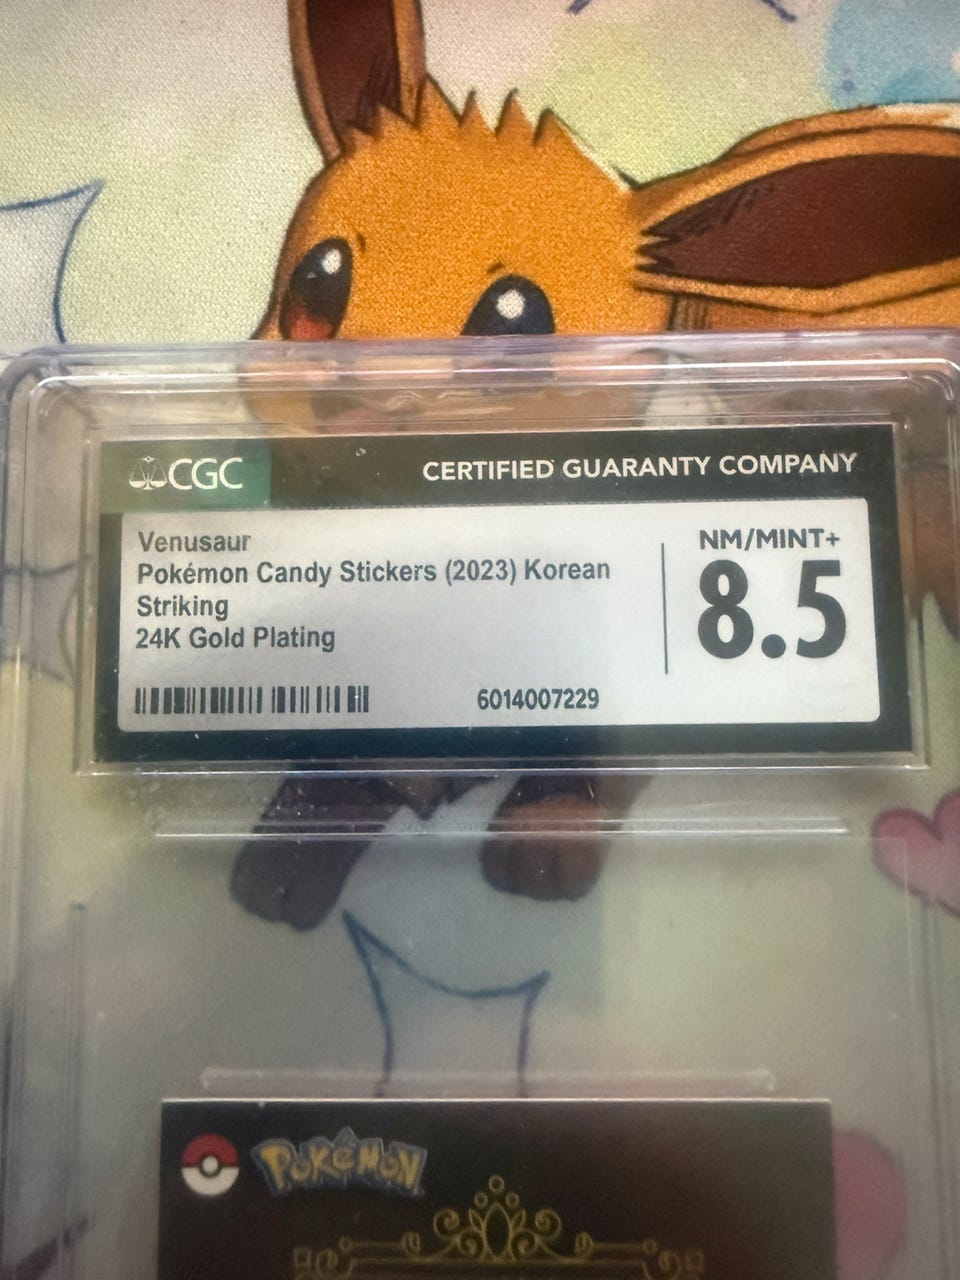 CGC
CERTIFIED GUARANTY COMPANY
Venusaur
Pokémon Candy Stickers (2023) Korean
Striking
24K Gold Plating
6014007229
NM/MINT+
8.5
POKéMON